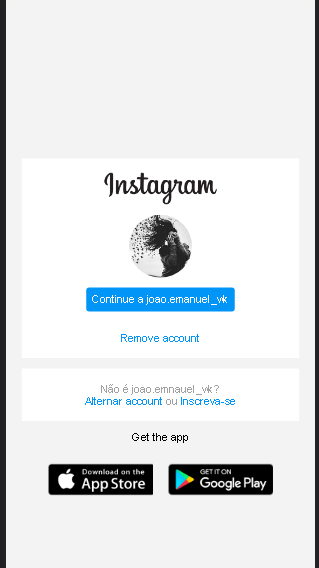 Instagram
Continue a joao.emanuel_vk
Remove account
Não é joao.emnauel_vk?
Alternar account ou Inscreva-se
Get the app
Download on the
App Store
GET IT ON
Google Play